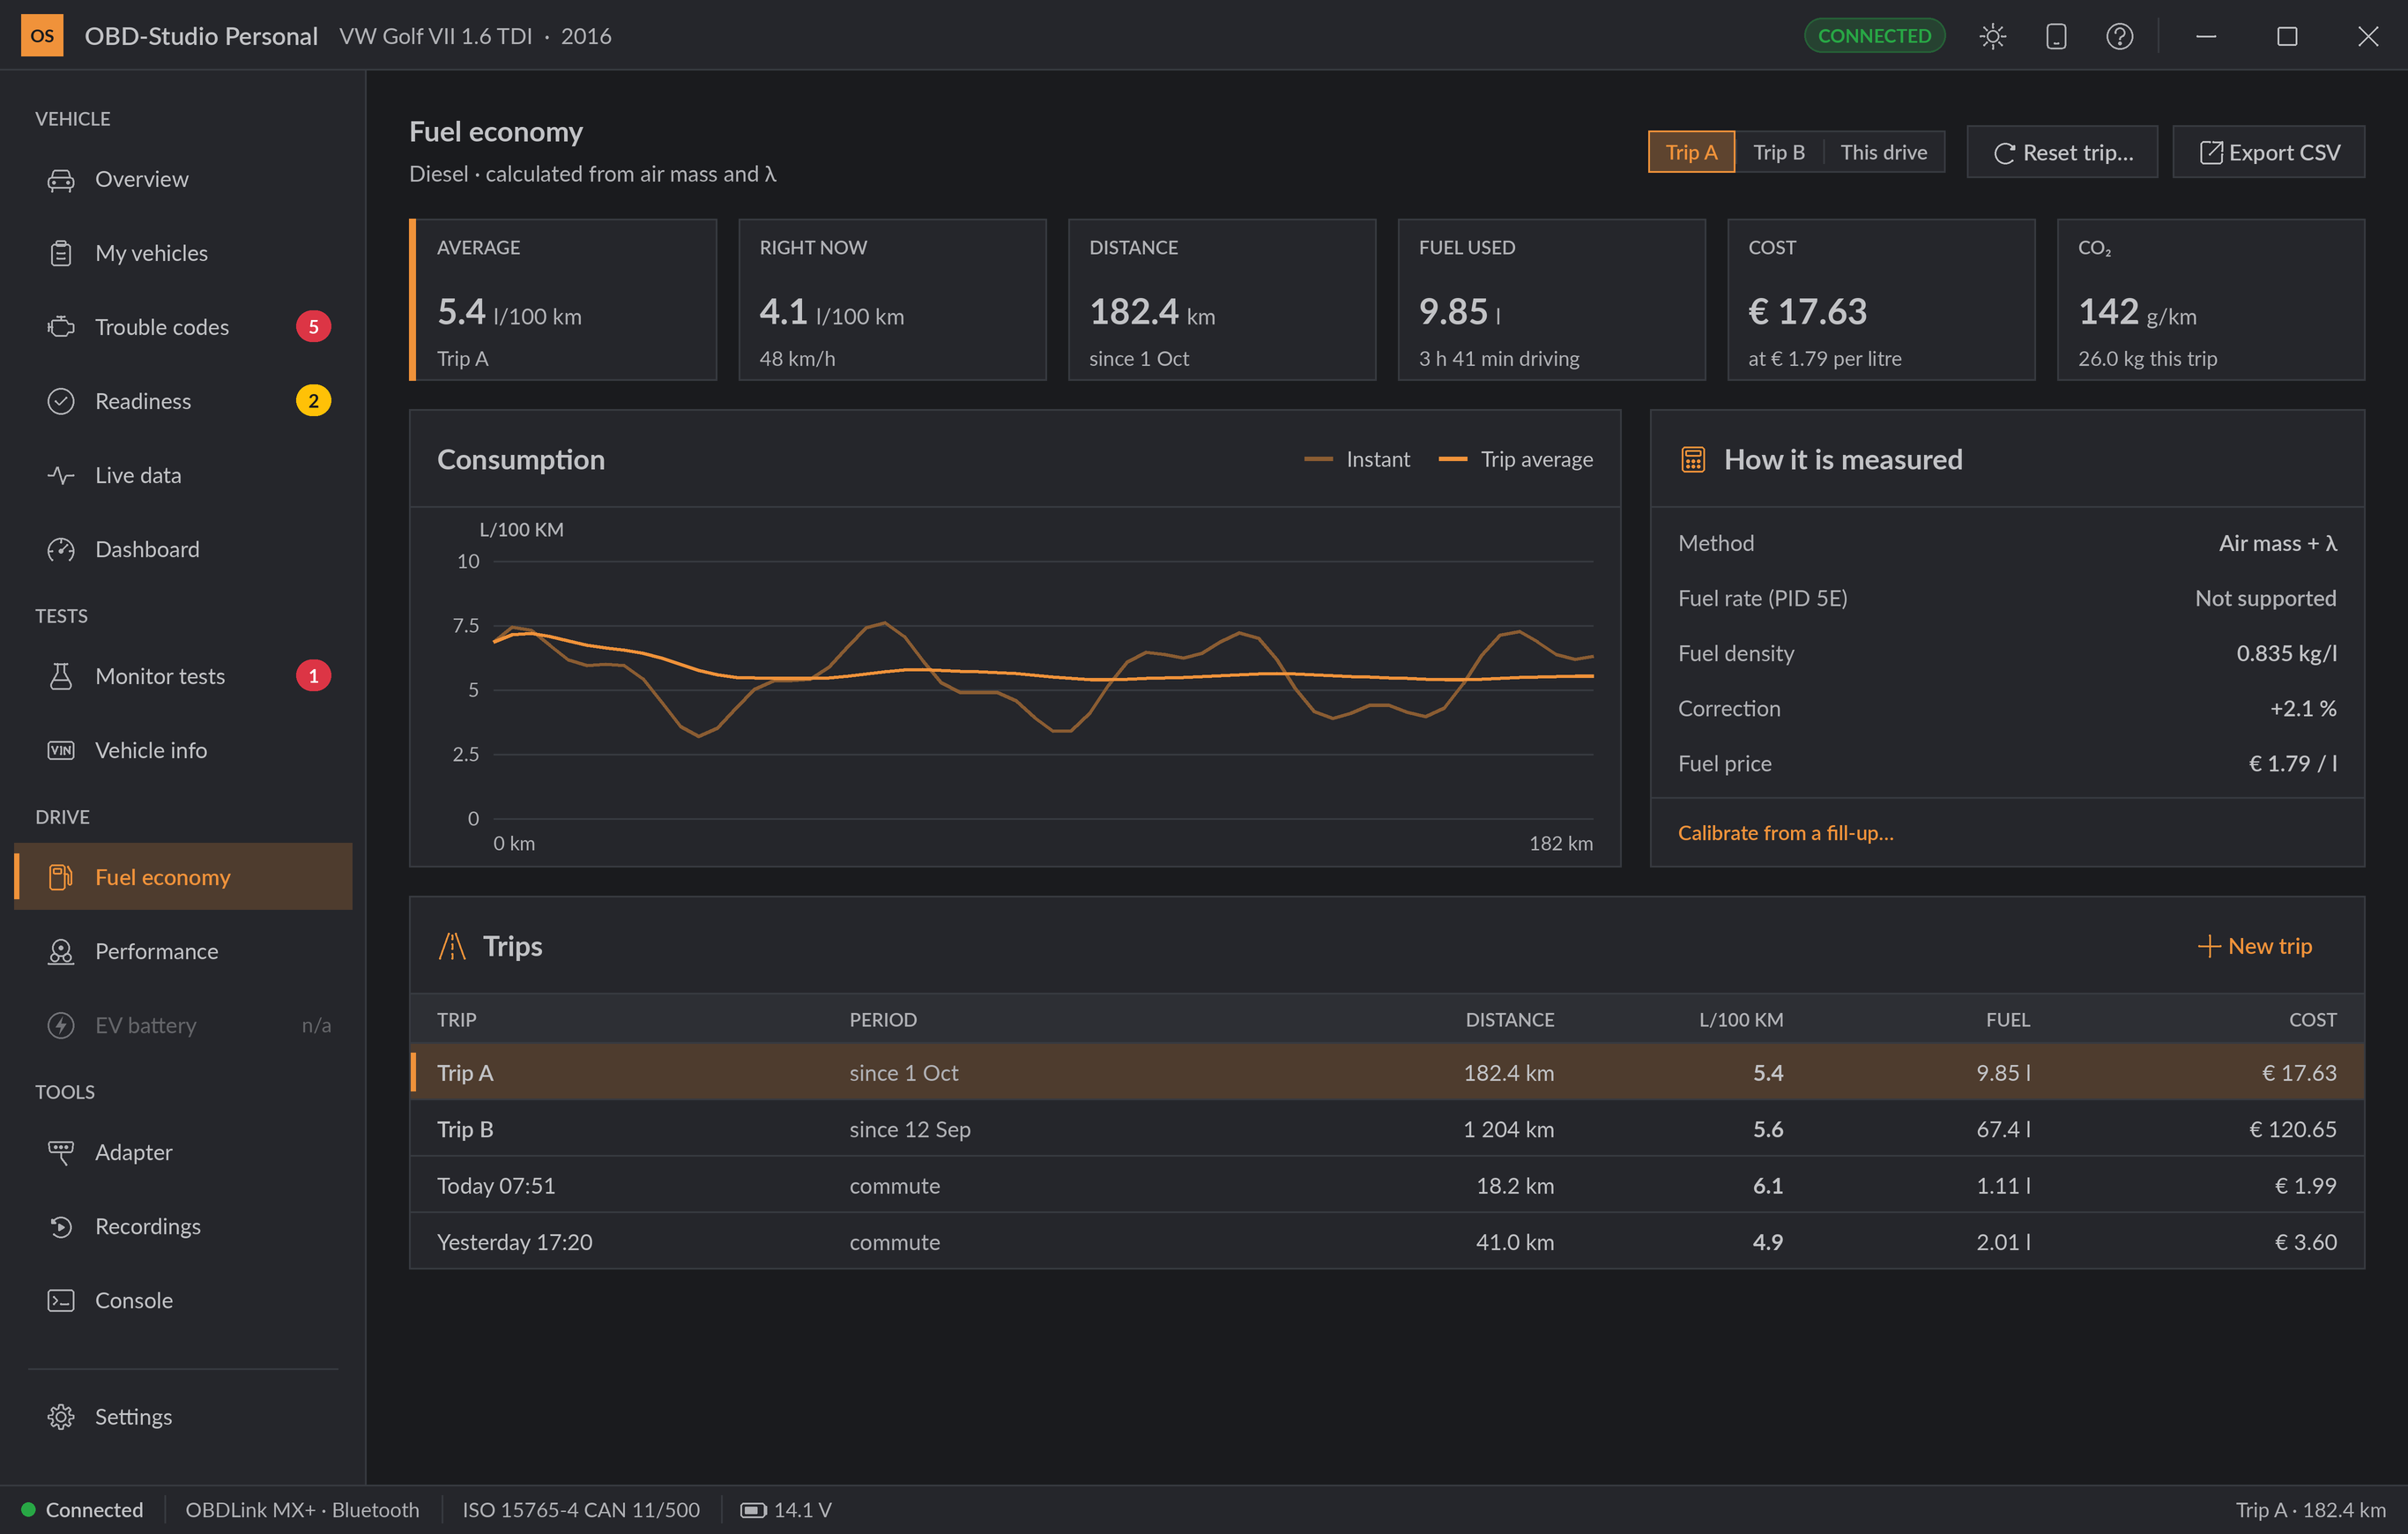 OS OBD-Studio Personal VW Golf VII 1.6 TDI · 2016 CONNECTED
VEHICLE
Overview
My vehicles
Trouble codes 5
Readiness 2
Live data
Dashboard
TESTS
Monitor tests 1
VIN Vehicle info
DRIVE
Fuel economy
Performance
EV battery n/a
TOOLS
Adapter
Recordings
Console
Settings
Fuel economy
Diesel · calculated from air mass and λ
Trip A Trip B This drive Reset trip... Export CSV
AVERAGE
5.4 l/100 km
Trip A
RIGHT NOW
4.1 l/100 km
48 km/h
DISTANCE
182.4 km
since 1 Oct
FUEL USED
9.85 l
3 h 41 min driving
COST
€ 17.63
at € 1.79 per litre
CO₂
142 g/km
26.0 kg this trip
Consumption Instant Trip average
L/100 KM
10
7.5
5
2.5
0
0 km 182 km
How it is measured
Method Air mass + λ
Fuel rate (PID 5E) Not supported
Fuel density 0.835 kg/l
Correction +2.1 %
Fuel price € 1.79 / l
Calibrate from a fill-up...
Trips New trip
TRIP PERIOD DISTANCE L/100 KM FUEL COST
Trip A since 1 Oct 182.4 km 5.4 9.85 l € 17.63
Trip B since 12 Sep 1 204 km 5.6 67.4 l € 120.65
Today 07:51 commute 18.2 km 6.1 1.11 l € 1.99
Yesterday 17:20 commute 41.0 km 4.9 2.01 l € 3.60
Connected OBDLink MX+ · Bluetooth ISO 15765-4 CAN 11/500 14.1 V Trip A · 182.4 km